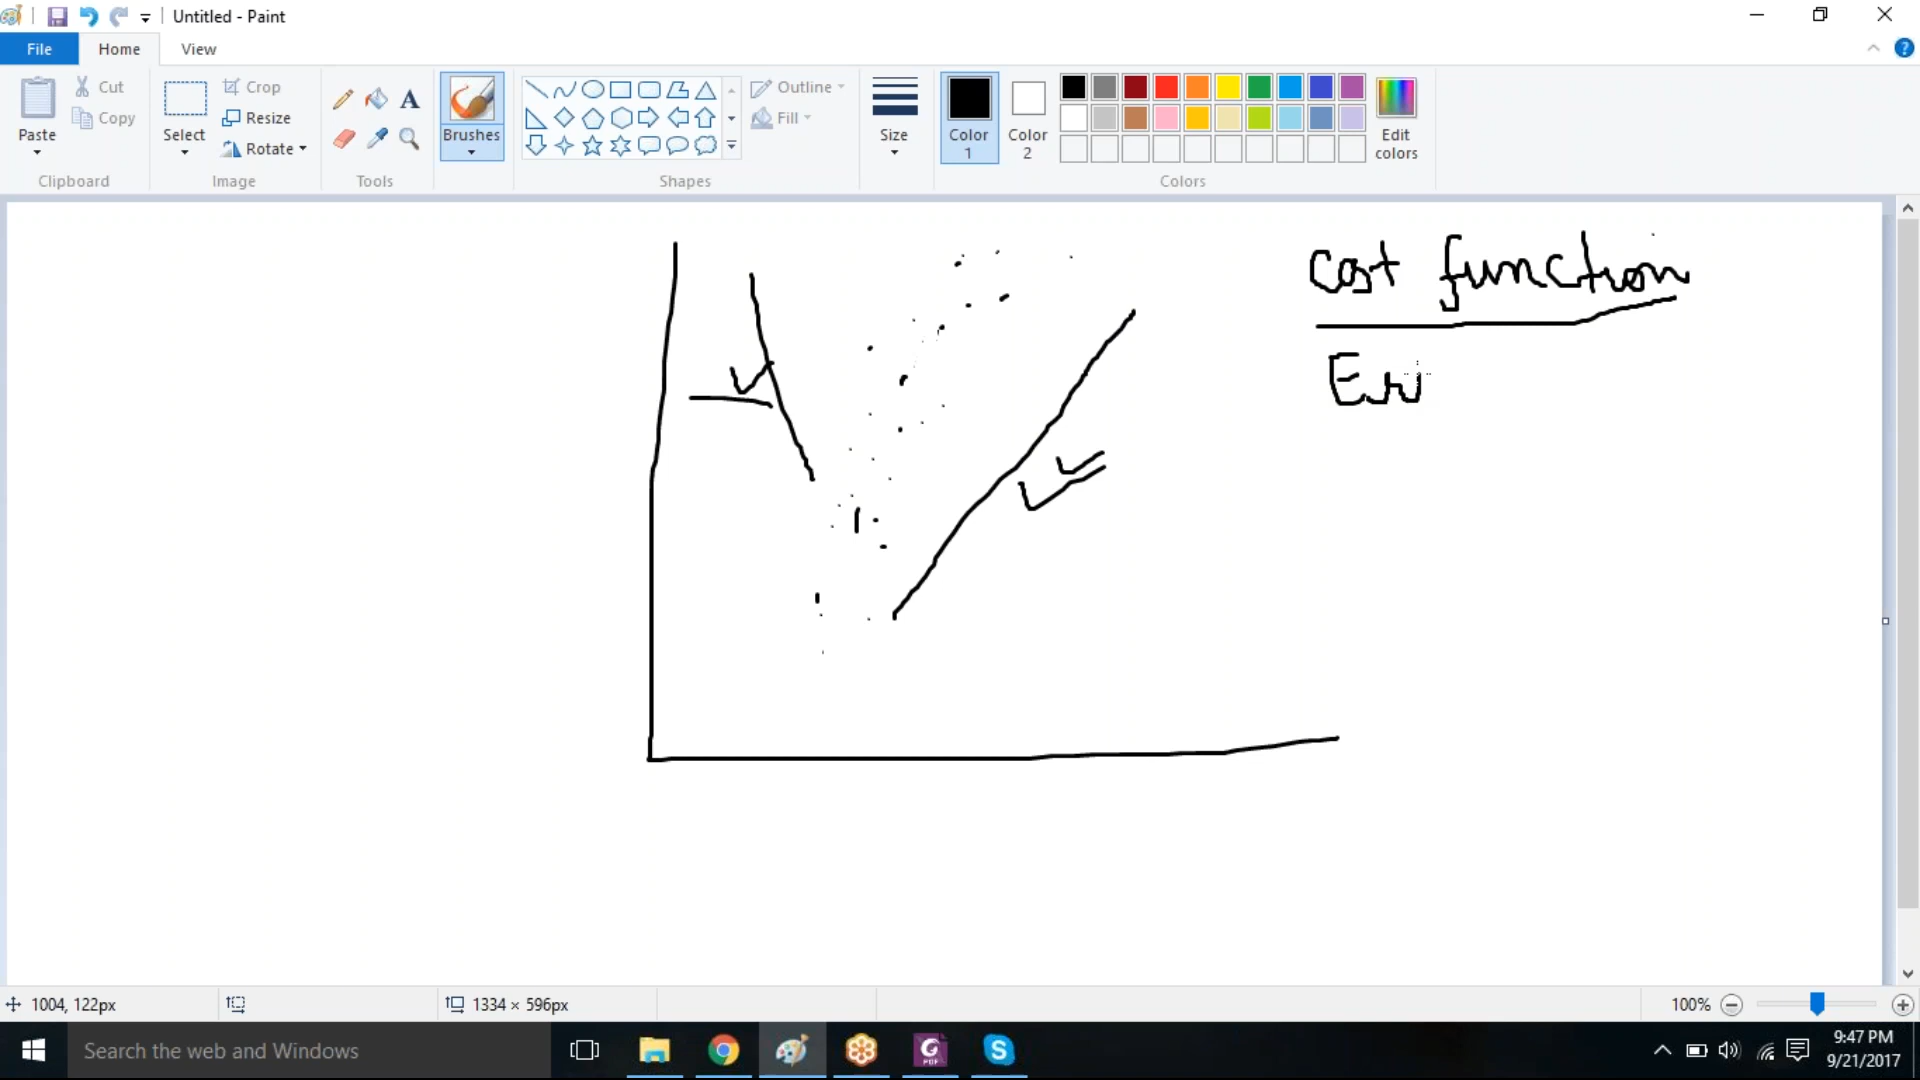 Untitled - Paint
File Home View
Paste
Cut
Copy
Clipboard
Select
Crop
Resize
Rotate
Image
Tools
Brushes
Shapes
Outline
Fill
Size
Color 1
Color 2
Edit colors
Colors
Cost function
Err
1004, 122px
1334 × 596px
100%
Search the web and Windows
9:47 PM
9/21/2017